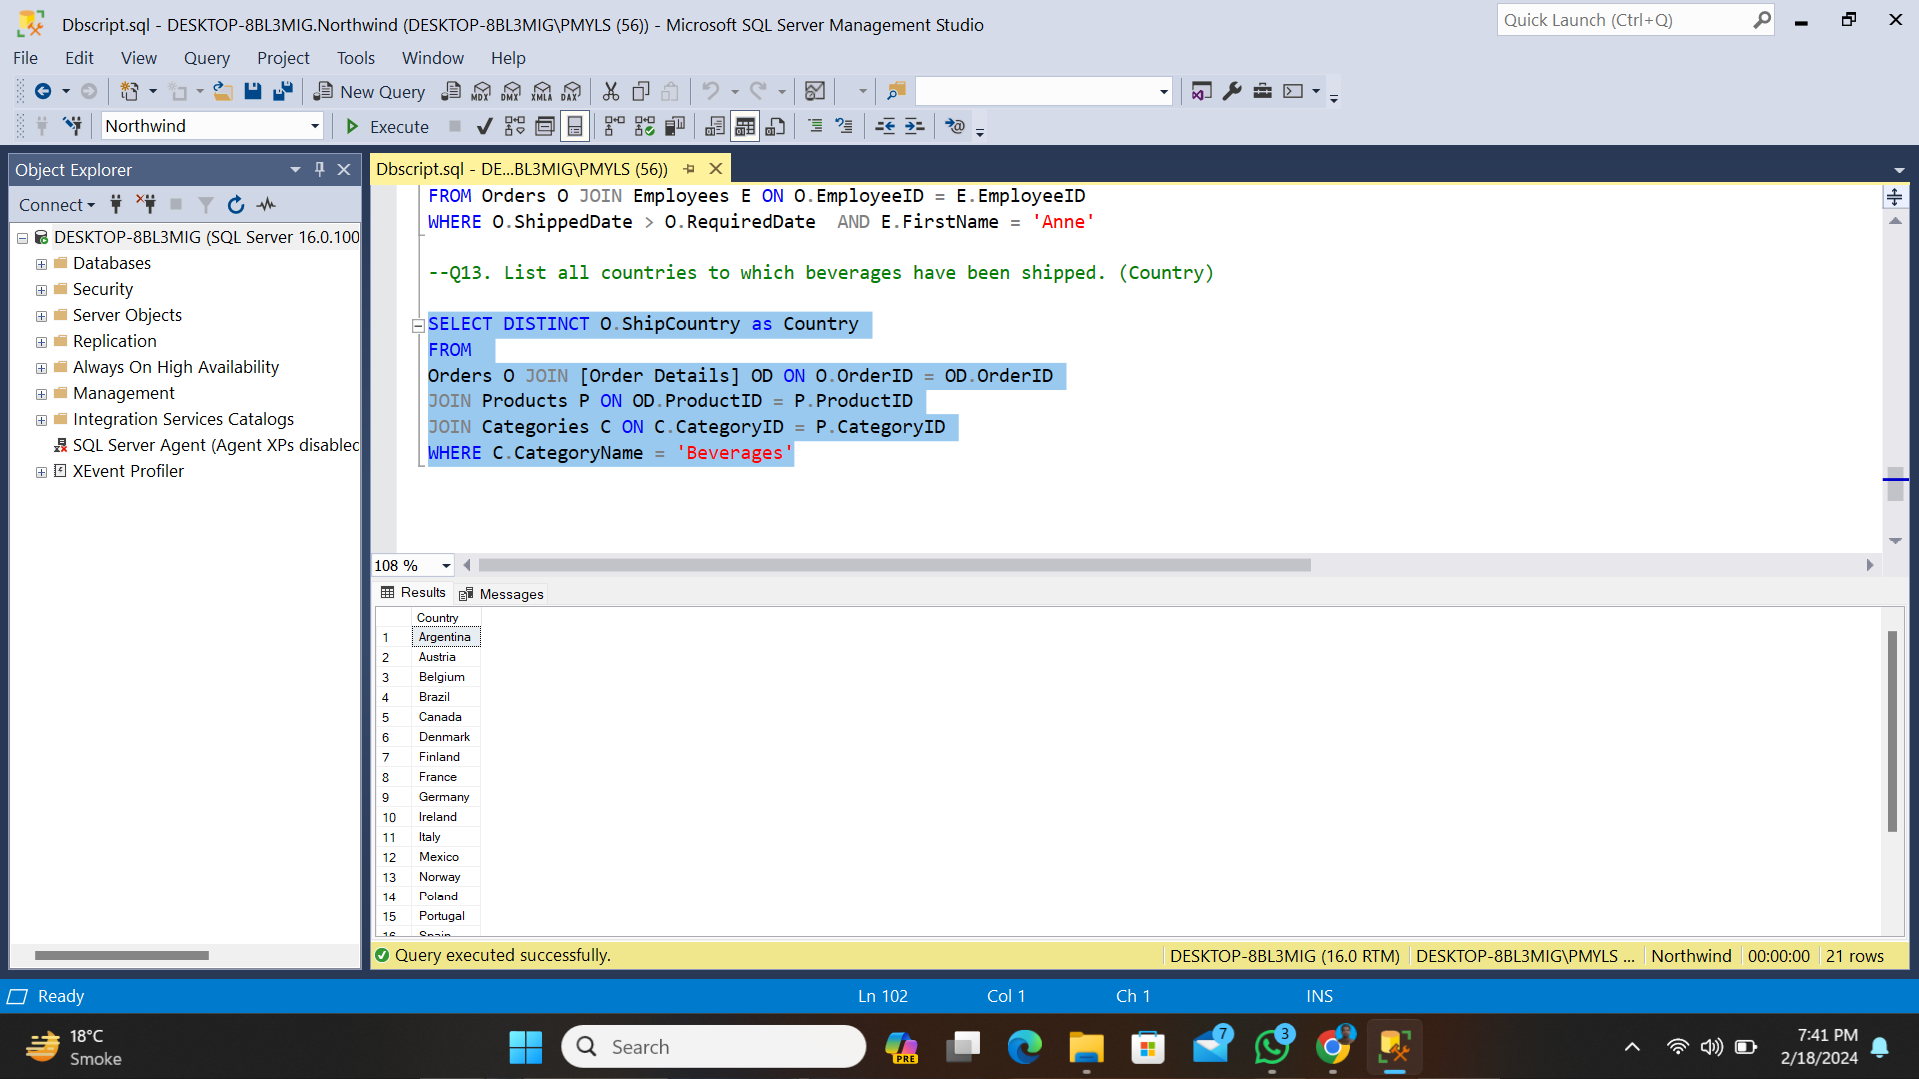 Dbscript.sql - DESKTOP-8BL3MIG.Northwind (DESKTOP-8BL3MIG\PMYLS (56)) - Microsoft SQL Server Management Studio
Quick Launch (Ctrl+Q)
File Edit View Query Project Tools Window Help
New Query MDX DMX XMLA DAX
Northwind Execute
Object Explorer
Dbscript.sql - DE...BL3MIG\PMYLS (56))
Connect
DESKTOP-8BL3MIG (SQL Server 16.0.100
Databases
Security
Server Objects
Replication
Always On High Availability
Management
Integration Services Catalogs
SQL Server Agent (Agent XPs disabled
XEvent Profiler
FROM Orders O JOIN Employees E ON O.EmployeeID = E.EmployeeID
WHERE O.ShippedDate > O.RequiredDate  AND E.FirstName = 'Anne'
--Q13. List all countries to which beverages have been shipped. (Country)
SELECT DISTINCT O.ShipCountry as Country
FROM
Orders O JOIN [Order Details] OD ON O.OrderID = OD.OrderID
JOIN Products P ON OD.ProductID = P.ProductID
JOIN Categories C ON C.CategoryID = P.CategoryID
WHERE C.CategoryName = 'Beverages'
108 %
Results Messages
Country
1 Argentina
2 Austria
3 Belgium
4 Brazil
5 Canada
6 Denmark
7 Finland
8 France
9 Germany
10 Ireland
11 Italy
12 Mexico
13 Norway
14 Poland
15 Portugal
16 Spain
Query executed successfully.
DESKTOP-8BL3MIG (16.0 RTM) DESKTOP-8BL3MIG\PMYLS ... Northwind 00:00:00 21 rows
Ready Ln 102 Col 1 Ch 1 INS
18°C
Smoke
Search
PRE
7
3
7:41 PM
2/18/2024